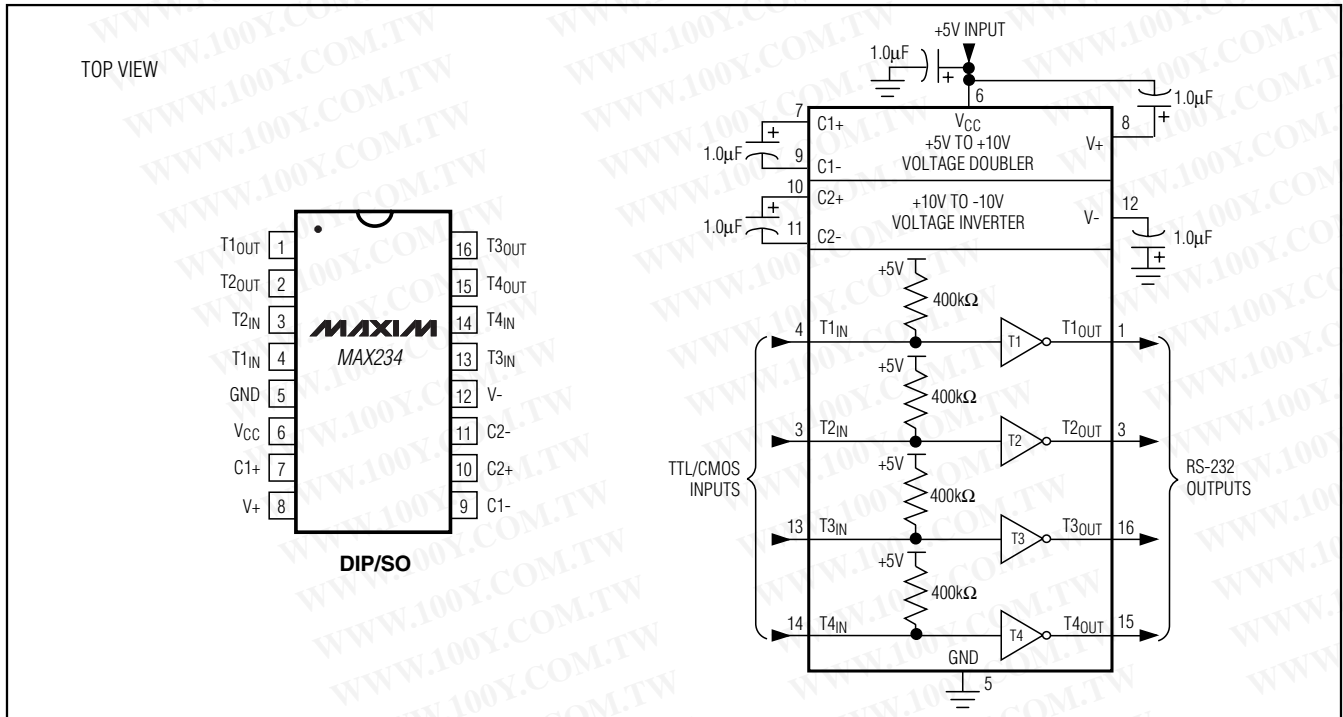 TOP VIEW
T1OUT 1
T2OUT 2
T2IN 3
T1IN 4
GND 5
VCC 6
C1+ 7
V+ 8
16 T3OUT
15 T4OUT
14 T4IN
13 T3IN
12 V-
11 C2-
10 C2+
9 C1-
MAXIM
MAX234
DIP/SO
+5V INPUT
1.0μF
+
6
VCC
+5V TO +10V
VOLTAGE DOUBLER
7
C1+
+
1.0μF
9
C1-
8
V+
1.0μF
+
10
C2+
+
1.0μF
11
C2-
+10V TO -10V
VOLTAGE INVERTER
12
V-
1.0μF
+
+5V
400kΩ
4 T1IN T1 T1OUT 1
+5V
400kΩ
3 T2IN T2 T2OUT 3
+5V
400kΩ
13 T3IN T3 T3OUT 16
+5V
400kΩ
14 T4IN T4 T4OUT 15
TTL/CMOS
INPUTS
RS-232
OUTPUTS
GND
5
WWW.100Y.COM.TW